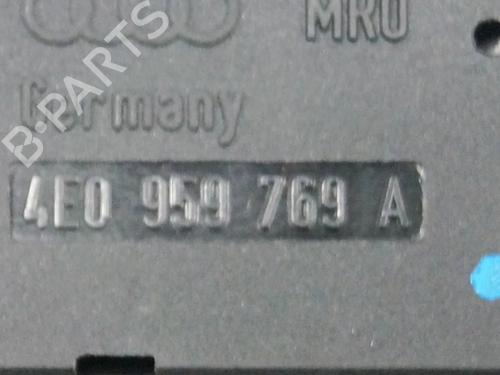 MRU
B-PARTS
Germany
4E0 959 769 A